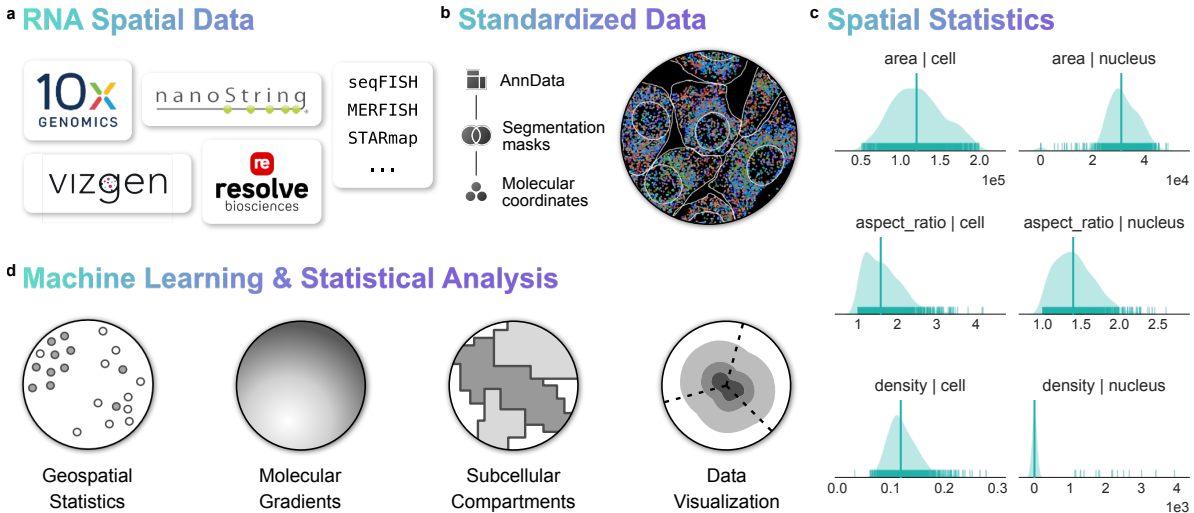 a RNA Spatial Data
10x
GENOMICS
nanoString
seqFISH
MERFISH
STARmap
...
vizgen
re
resolve
biosciences
b Standardized Data
AnnData
Segmentation
masks
Molecular
coordinates
c Spatial Statistics
area | cell
0.5 1.0 1.5 2.0
1e5
area | nucleus
0 2 4
1e4
aspect_ratio | cell
1 2 3 4
aspect_ratio | nucleus
1.0 1.5 2.0 2.5
density | cell
0.0 0.1 0.2 0.3
density | nucleus
0 1 2 3 4
1e3
d Machine Learning & Statistical Analysis
Geospatial
Statistics
Molecular
Gradients
Subcellular
Compartments
Data
Visualization